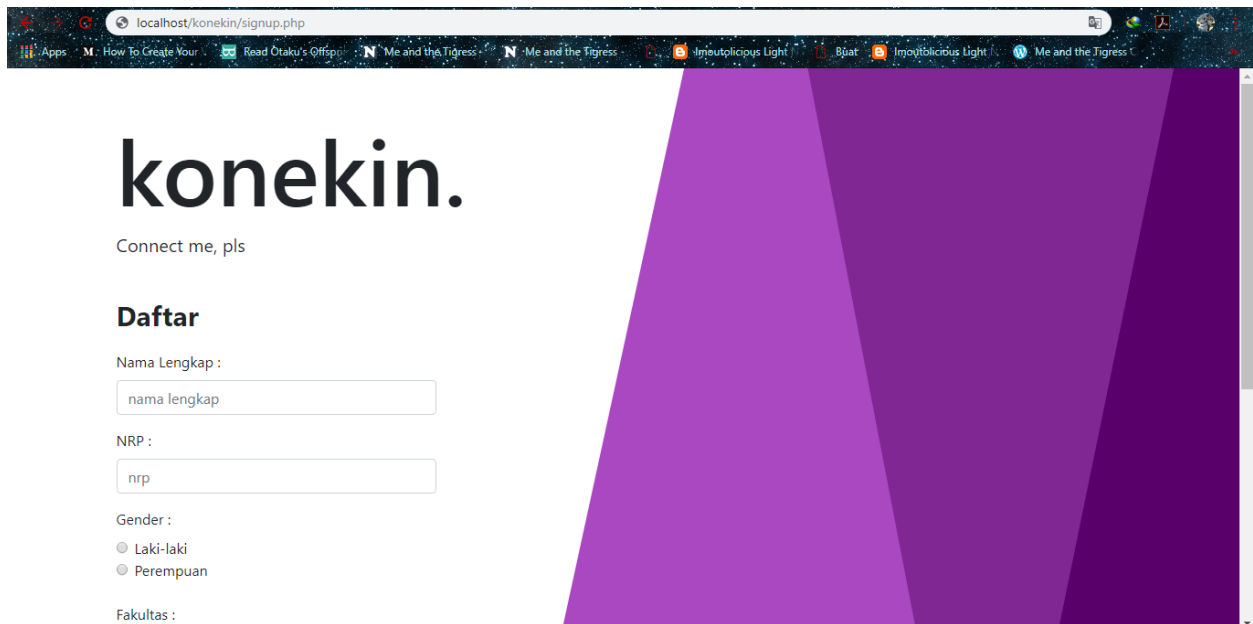 localhost/konekin/signup.php
Apps M How To Create Your Read Otaku's Offspri N Me and the Tigress N Me and the Tigress Imoutolicious Light Buat Imoutolicious Light Me and the Tigress
konekin.
Connect me, pls
Daftar
Nama Lengkap :
nama lengkap
NRP :
nrp
Gender :
Laki-laki
Perempuan
Fakultas :